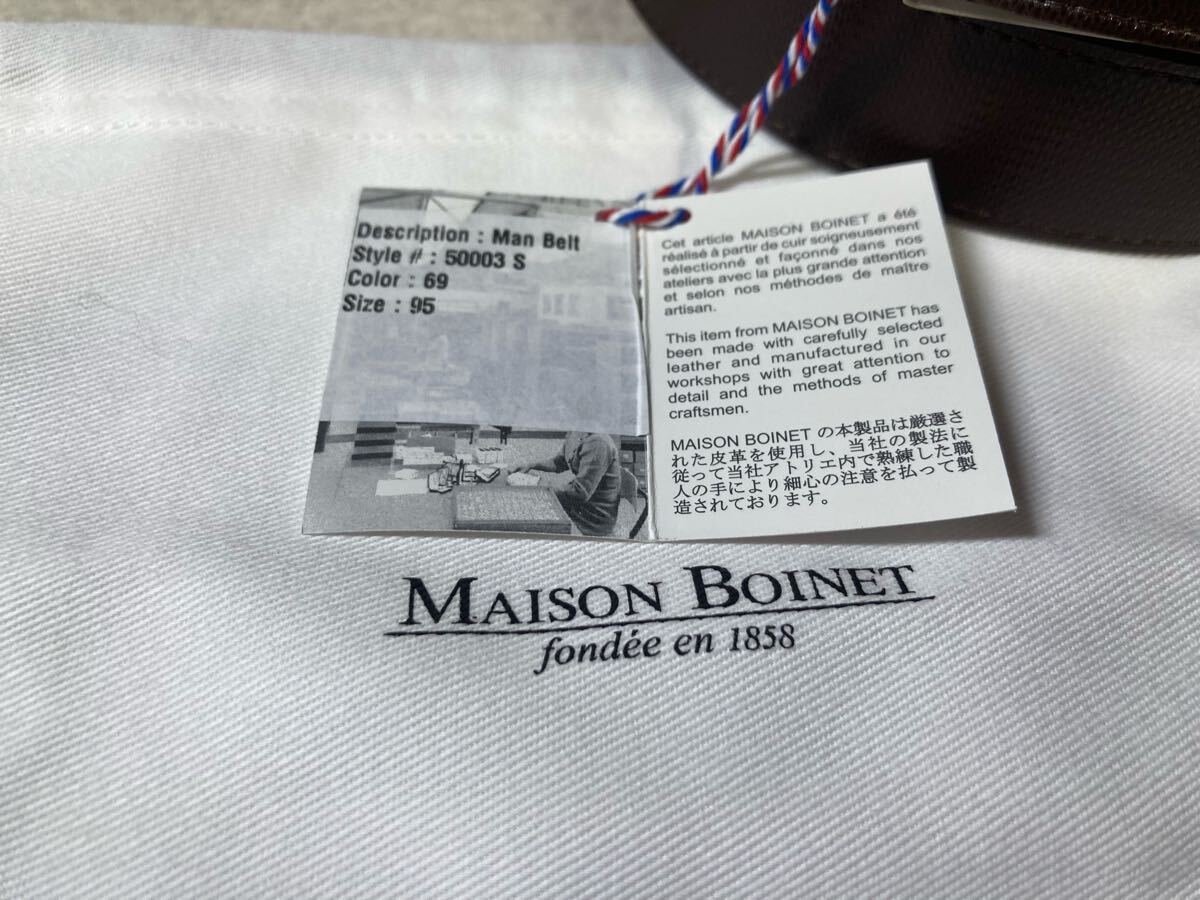 Description : Man Belt
Style # : 50003 S
Color : 69
Size : 95
Cet article MAISON BOINET a été
réalisé à partir de cuir soigneusement
sélectionné et façonné dans nos
ateliers avec la plus grande attention
et selon nos méthodes de maître
artisan.
This item from MAISON BOINET has
been made with carefully selected
leather and manufactured in our
workshops with great attention to
detail and the methods of master
craftsmen.
MAISON BOINET の本製品は厳選さ
れた皮革を使用し、当社の製法に
従って当社アトリエ内で熟練した職
人の手により細心の注意を払って製
造されております。
MAISON BOINET
fondée en 1858